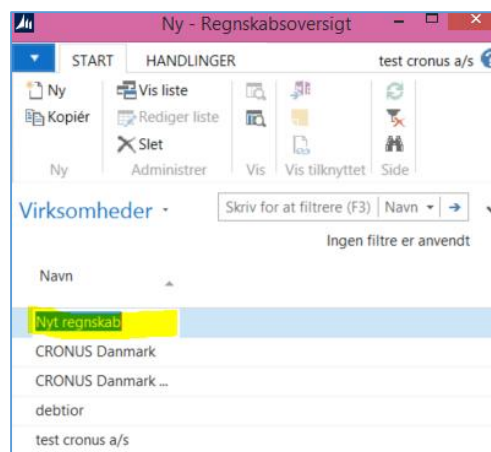 Ny - Regnskabsoversigt
START HANDLINGER test cronus a/s
Ny Vis liste
Kopiér Rediger liste
Slet
Ny Administrer Vis Vis tilknyttet Side
Virksomheder Skriv for at filtrere (F3) Navn
Ingen filtre er anvendt
Navn
Nyt regnskab
CRONUS Danmark
CRONUS Danmark ...
debtior
test cronus a/s